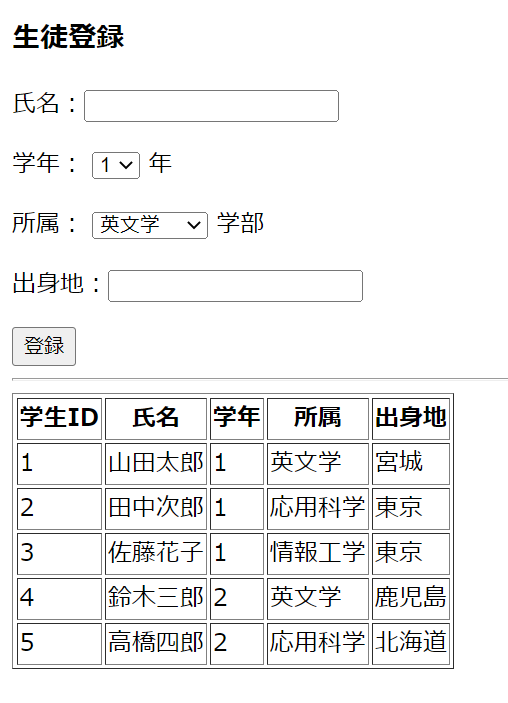 生徒登録
氏名：
学年： 1 年
所属： 英文学 学部
出身地：
登録
学生ID 氏名 学年 所属 出身地
1 山田太郎 1 英文学 宮城
2 田中次郎 1 応用科学 東京
3 佐藤花子 1 情報工学 東京
4 鈴木三郎 2 英文学 鹿児島
5 高橋四郎 2 応用科学 北海道